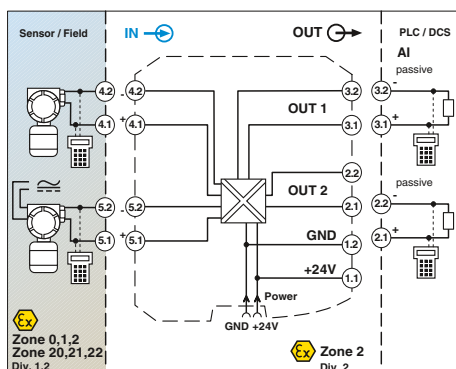 Sensor / Field
IN
OUT
PLC / DCS
AI
passive
4.2 - 4.2
3.2 3.2 -
OUT 1
4.1 + 4.1
3.1 3.1 +
2.2
passive
OUT 2
5.2 - 5.2
2.1 2.2 -
GND
5.1 + 5.1
1.2 2.1 +
+24V
1.1
Power
GND +24V
Ex
Zone 0,1,2
Zone 20,21,22
Div. 1,2
Ex Zone 2
Div. 2